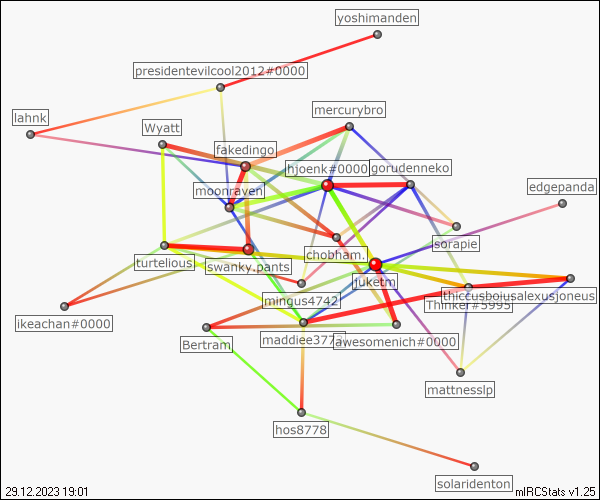 yoshimanden
presidentevilcool2012#0000
mercurybro
lahnk
Wyatt
fakedingo
hjoenk#0000
gorudenneko
moonraven
edgepanda
sorapie
chobham.
turtelious
swanky.pants
juketn
mingus4742
thiccusboiusalexusjoneus
Thinker#5995
ikeachan#0000
Bertram
maddiee377
awesomenich#0000
mattnesslp
hos8778
solaridenton
29.12.2023 19:01
mIRCStats v1.25